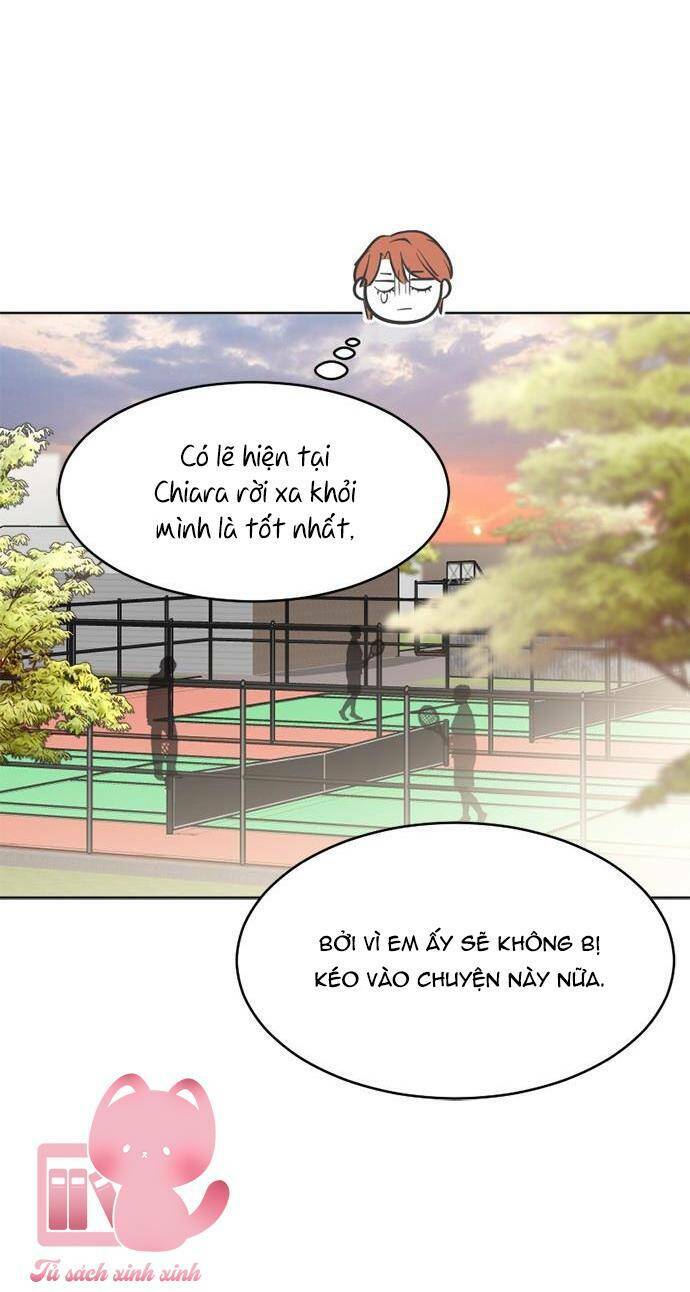 Có lẽ hiện tại
Chiara rời xa khỏi
mình là tốt nhất.
BỞI VÌ EM ẤY SẼ KHÔNG BỊ
KÉO VÀO CHUYỆN NÀY NỮA.
Tủ sách xinh xinh